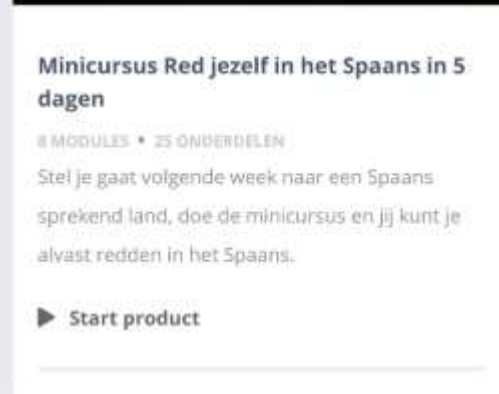 Minicursus Red jezelf in het Spaans in 5
dagen
8 MODULES • 25 ONDERDELEN
Stel je gaat volgende week naar een Spaans
sprekend land, doe de minicursus en jij kunt je
alvast redden in het Spaans.
Start product